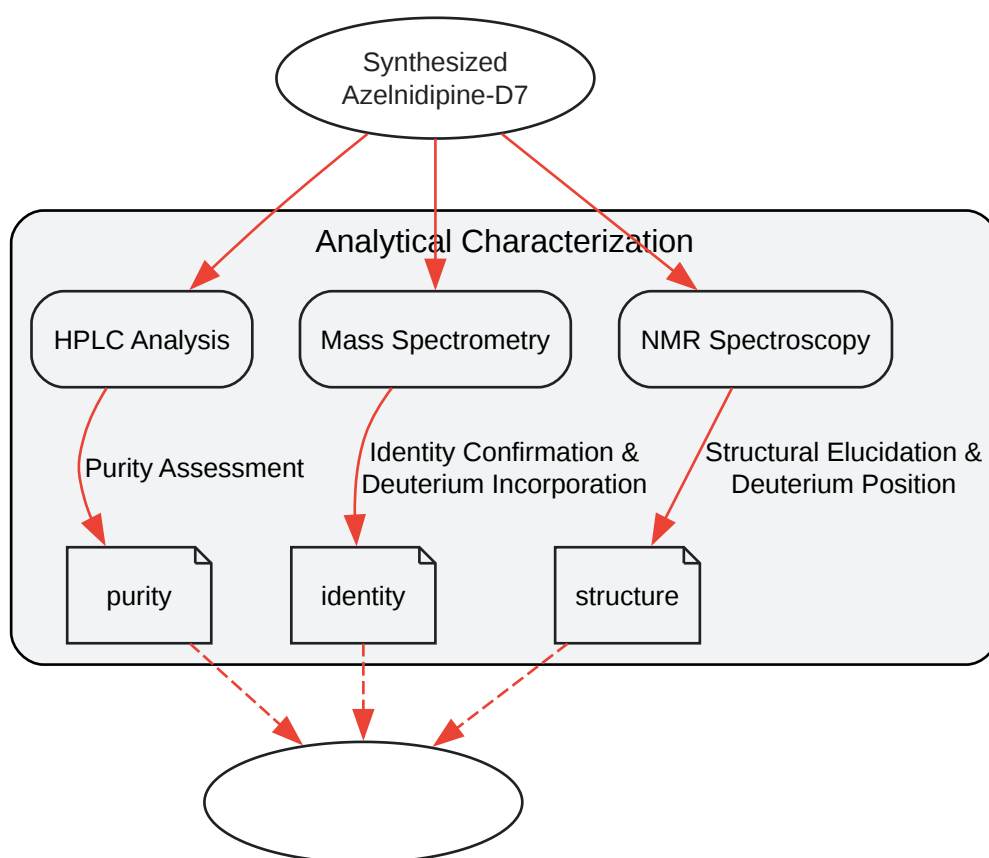 Synthesized
Azelnidipine-D7
Analytical Characterization
HPLC Analysis
Mass Spectrometry
NMR Spectroscopy
Purity Assessment
Identity Confirmation &
Deuterium Incorporation
Structural Elucidation &
Deuterium Position
purity
identity
structure